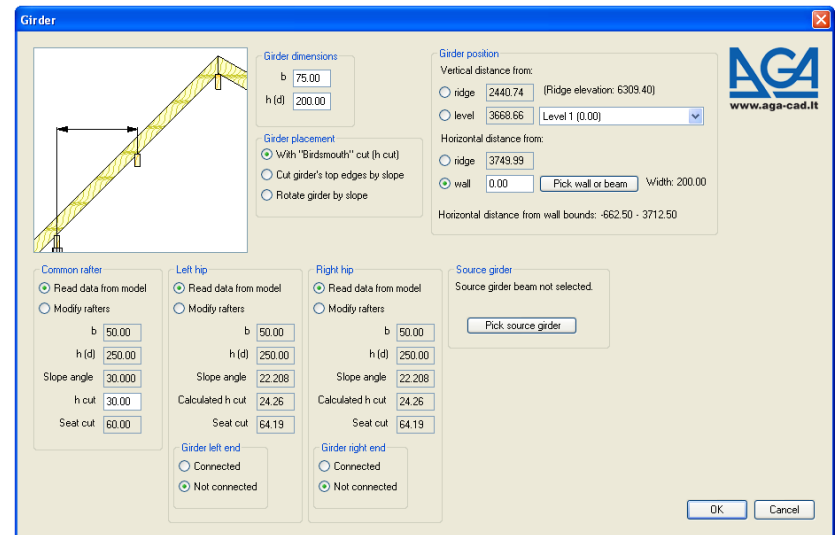 Girder
Girder dimensions
b 75.00
h (d) 200.00
Girder placement
With "Birdsmouth" cut (h cut)
Cut girder's top edges by slope
Rotate girder by slope
Girder position
Vertical distance from:
ridge 2440.74 (Ridge elevation: 6309.40)
level 3668.66 Level 1 (0.00)
Horizontal distance from:
ridge 3749.99
wall 0.00 Pick wall or beam Width: 200.00
Horizontal distance from wall bounds: -662.50 - 3712.50
AGA
www.aga-cad.lt
Common rafter
Read data from model
Modify rafters
b 50.00
h (d) 250.00
Slope angle 30.000
h cut 30.00
Seat cut 60.00
Left hip
Read data from model
Modify rafters
b 50.00
h (d) 250.00
Slope angle 22.208
Calculated h cut 24.26
Seat cut 64.19
Girder left end
Connected
Not connected
Right hip
Read data from model
Modify rafters
b 50.00
h (d) 250.00
Slope angle 22.208
Calculated h cut 24.26
Seat cut 64.19
Girder right end
Connected
Not connected
Source girder
Source girder beam not selected.
Pick source girder
OK Cancel